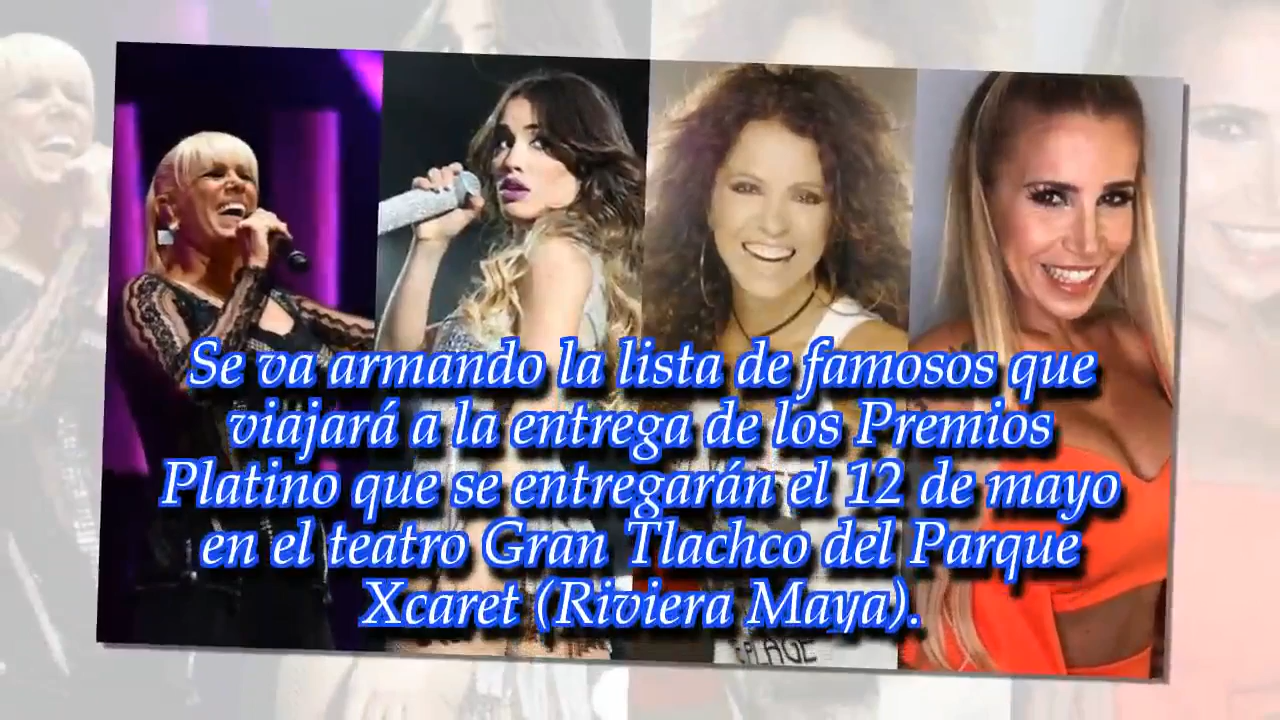 Se va armando la lista de famosos que
viajará a la entrega de los Premios
Platino que se entregarán el 12 de mayo
en el teatro Gran Tlachco del Parque
Xcaret (Riviera Maya).
PLAGE